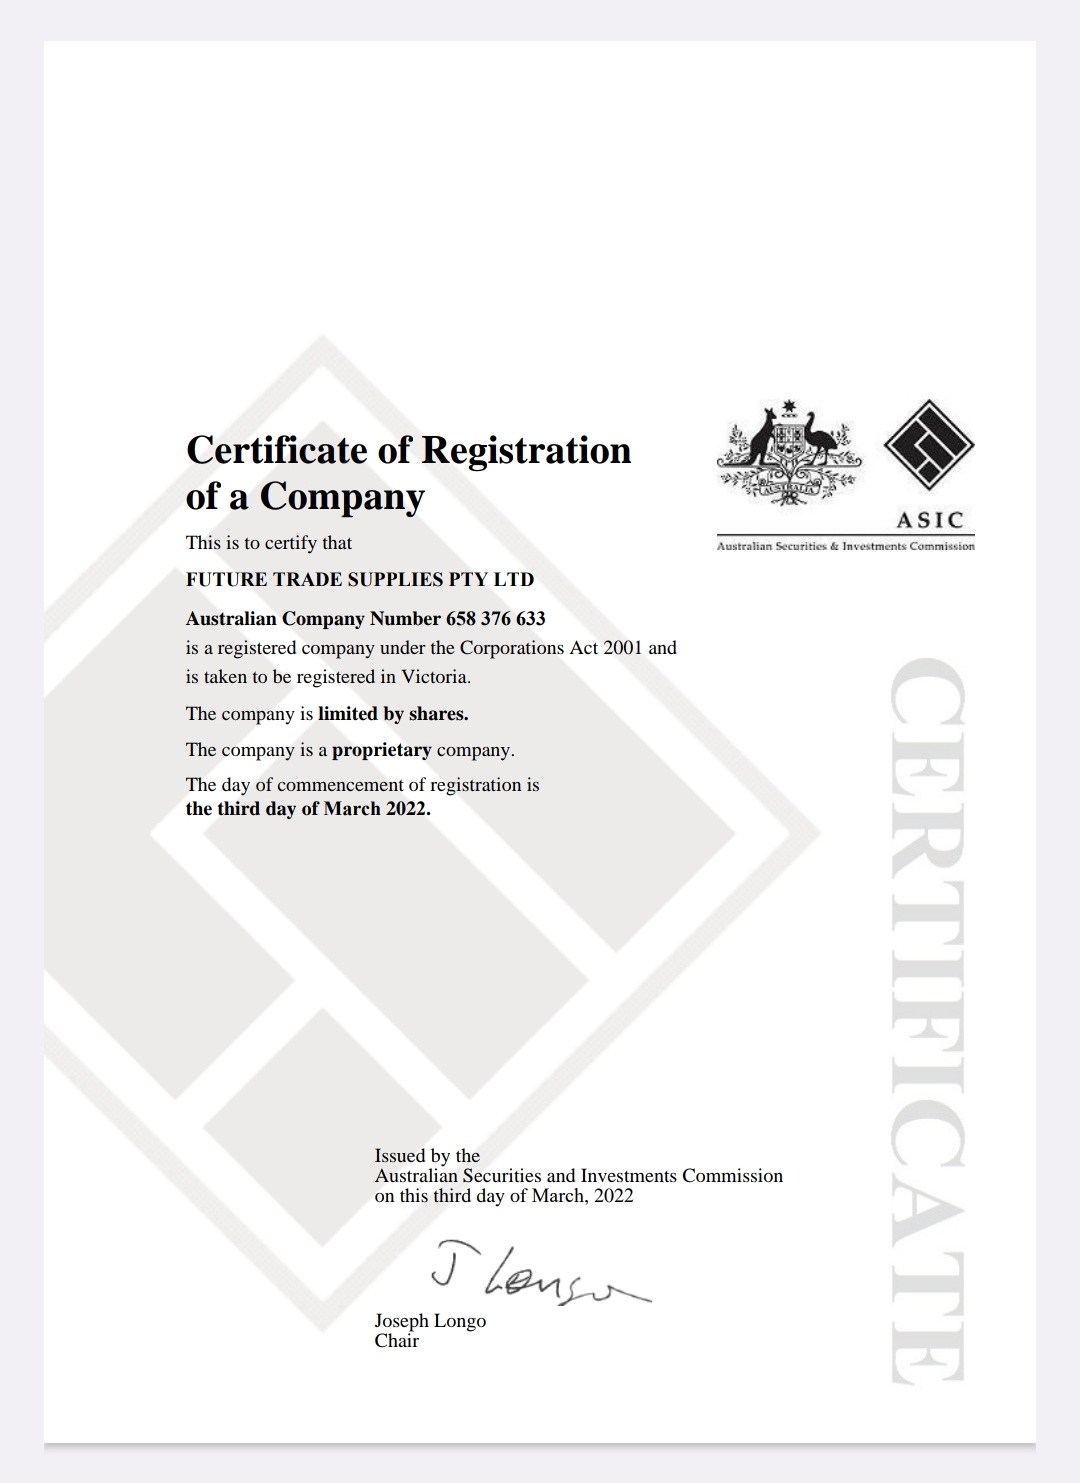 Certificate of Registration
of a Company
This is to certify that
FUTURE TRADE SUPPLIES PTY LTD
Australian Company Number 658 376 633
is a registered company under the Corporations Act 2001 and
is taken to be registered in Victoria.
The company is limited by shares.
The company is a proprietary company.
The day of commencement of registration is
the third day of March 2022.
AUSTRALIA
ASIC
Australian Securities & Investments Commission
CERTIFICATE
Issued by the
Australian Securities and Investments Commission
on this third day of March, 2022
J Longo
Joseph Longo
Chair